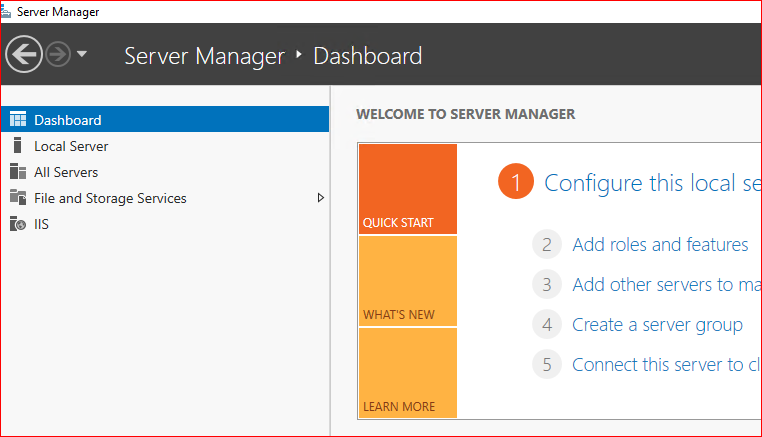 Server Manager
Server Manager ‣ Dashboard
Dashboard
Local Server
All Servers
File and Storage Services
IIS
WELCOME TO SERVER MANAGER
QUICK START
WHAT'S NEW
LEARN MORE
1 Configure this local se
2 Add roles and features
3 Add other servers to ma
4 Create a server group
5 Connect this server to cl